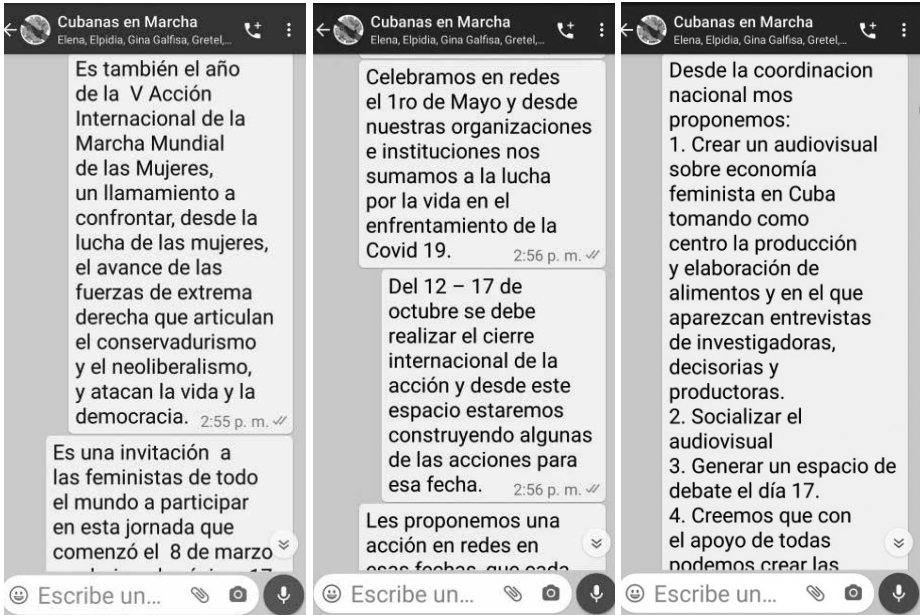 Cubanas en Marcha
Elena, Elpidia, Gina Galfisa, Gretel,...
Es también el año
de la V Acción
Internacional de la
Marcha Mundial
de las Mujeres,
un llamamiento a
confrontar, desde la
lucha de las mujeres,
el avance de las
fuerzas de extrema
derecha que articulan
el conservadurismo
y el neoliberalismo,
y atacan la vida y la
democracia. 2:55 p. m.
Es una invitación a
las feministas de todo
el mundo a participar
en esta jornada que
comenzó el 8 de marzo
Escribe un...
Cubanas en Marcha
Elena, Elpidia, Gina Galfisa, Gretel,...
Celebramos en redes
el 1ro de Mayo y desde
nuestras organizaciones
e instituciones nos
sumamos a la lucha
por la vida en el
enfrentamiento de la
Covid 19. 2:56 p. m.
Del 12 – 17 de
octubre se debe
realizar el cierre
internacional de la
acción y desde este
espacio estaremos
construyendo algunas
de las acciones para
esa fecha. 2:56 p. m.
Les proponemos una
acción en redes en
esas fechas, que cada
Escribe un...
Cubanas en Marcha
Elena, Elpidia, Gina Galfisa, Gretel,...
Desde la coordinacion
nacional mos
proponemos:
1. Crear un audiovisual
sobre economía
feminista en Cuba
tomando como
centro la producción
y elaboración de
alimentos y en el que
aparezcan entrevistas
de investigadoras,
decisorias y
productoras.
2. Socializar el
audiovisual
3. Generar un espacio de
debate el día 17.
4. Creemos que con
el apoyo de todas
podemos crear las
Escribe un...